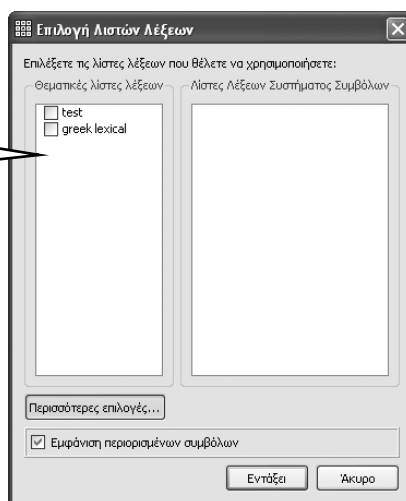 Επιλογή Λιστών Λέξεων
Επιλέξετε τις λίστες λέξεων που θέλετε να χρησιμοποιήσετε:
Θεματικές λίστες λέξεων
Λίστες Λέξεων Συστήματος Συμβόλων
test
greek lexical
Περισσότερες επιλογές...
Εμφάνιση περιορισμένων συμβόλων
Εντάξει
Άκυρο